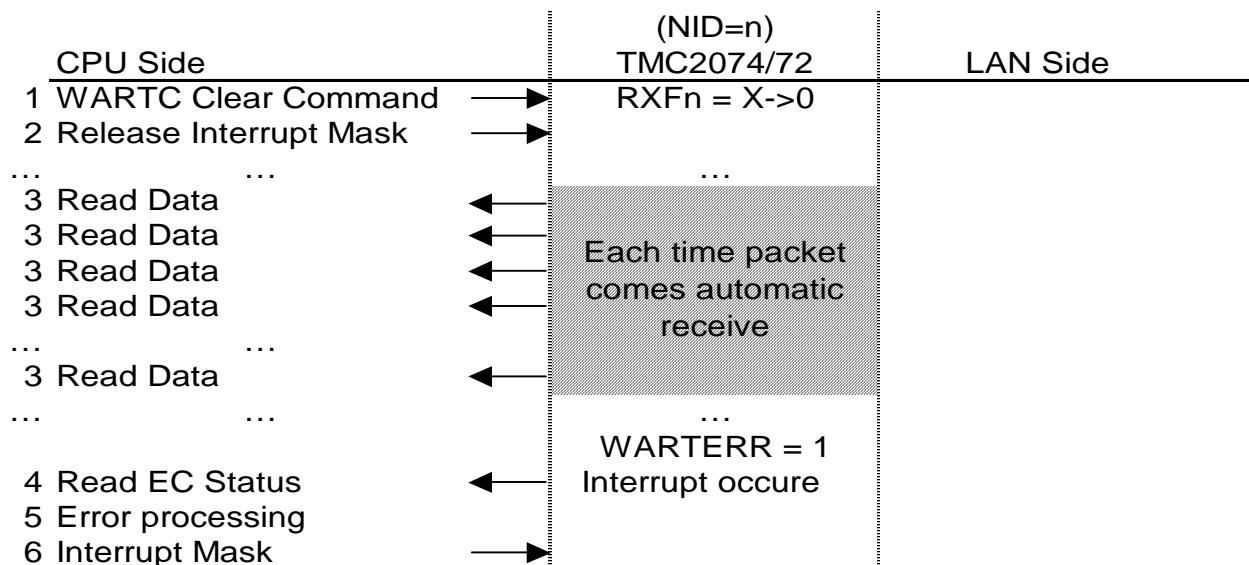 (NID=n)
CPU Side TMC2074/72 LAN Side
1 WARTC Clear Command RXFn = X->0
2 Release Interrupt Mask
... ... ...
3 Read Data
3 Read Data
Each time packet
3 Read Data
comes automatic
3 Read Data
receive
... ...
3 Read Data
... ... ...
WARTERR = 1
4 Read EC Status Interrupt occure
5 Error processing
6 Interrupt Mask